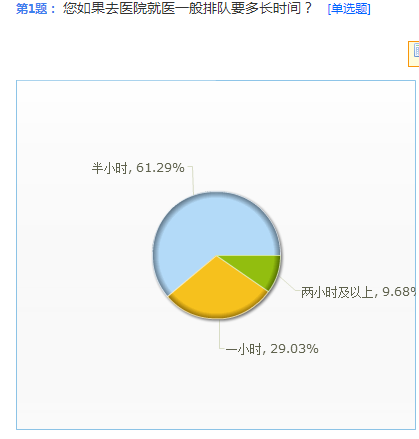 第1题： 您如果去医院就医一般排队要多长时间？ [单选题]
半小时, 61.29%
两小时及以上, 9.68%
一小时, 29.03%